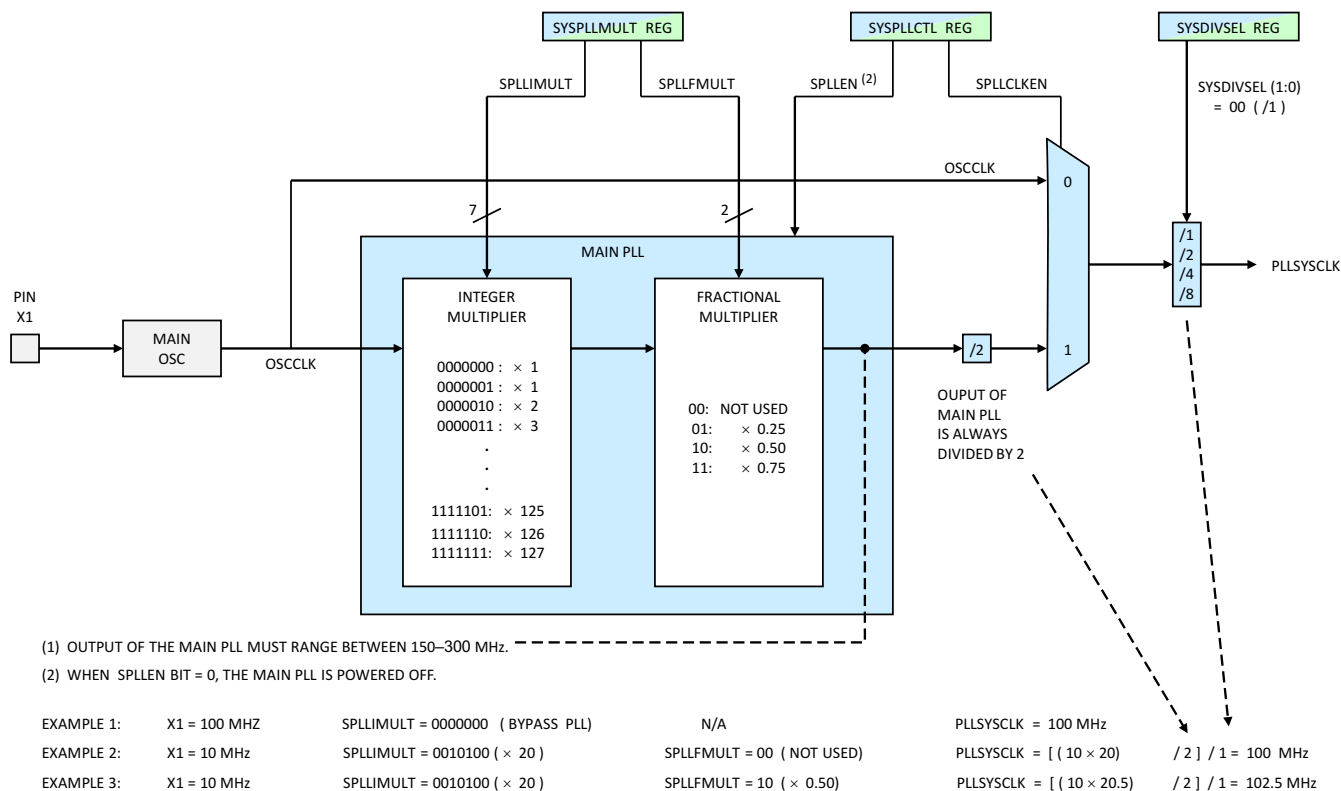 SYSPLLMULT REG
SYSPLLCTL REG
SYSDIVSEL REG
SPLLIMULT
SPLLFMULT
SPLLEN (2)
SPLLCLKEN
SYSDIVSEL (1:0)
= 00 ( /1 )
OSCCLK
0
7
2
MAIN PLL
/1
/2
/4
/8
PLLSYSCLK
PIN
X1
MAIN
OSC
OSCCLK
INTEGER
MULTIPLIER
0000000 : × 1
0000001 : × 1
0000010 : × 2
0000011 : × 3
.
.
.
1111101: × 125
1111110: × 126
1111111: × 127
FRACTIONAL
MULTIPLIER
00: NOT USED
01: × 0.25
10: × 0.50
11: × 0.75
/2
1
OUPUT OF
MAIN PLL
IS ALWAYS
DIVIDED BY 2
(1) OUTPUT OF THE MAIN PLL MUST RANGE BETWEEN 150–300 MHz.
(2) WHEN SPLLEN BIT = 0, THE MAIN PLL IS POWERED OFF.
EXAMPLE 1: X1 = 100 MHZ SPLLIMULT = 0000000 ( BYPASS PLL) N/A PLLSYSCLK = 100 MHz
EXAMPLE 2: X1 = 10 MHz SPLLIMULT = 0010100 ( × 20 ) SPLLFMULT = 00 ( NOT USED) PLLSYSCLK = [ ( 10 × 20) / 2 ] / 1 = 100 MHz
EXAMPLE 3: X1 = 10 MHz SPLLIMULT = 0010100 ( × 20 ) SPLLFMULT = 10 ( × 0.50) PLLSYSCLK = [ ( 10 × 20.5) / 2 ] / 1 = 102.5 MHz